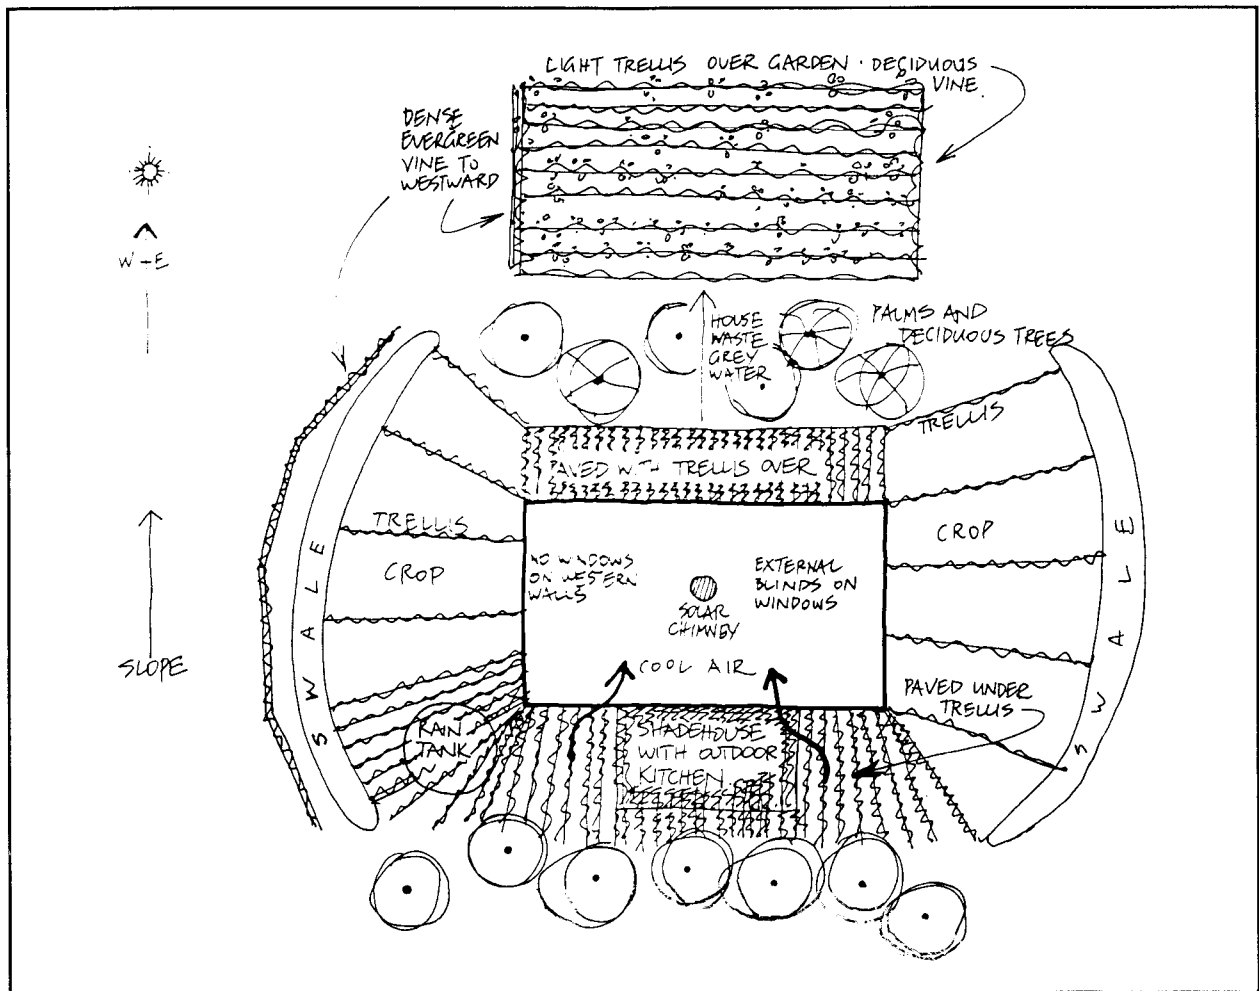 LIGHT TRELLIS OVER GARDEN · DECIDUOUS
VINE.
DENSE
EVERGREEN
VINE TO
WESTWARD
W E
HOUSE
WASTE
GREY
WATER
PALMS AND
DECIDUOUS TREES
TRELLIS
PAVED WITH TRELLIS OVER
TRELLIS
CROP
SWALE
NO WINDOWS
ON WESTERN
WALLS
SOLAR
CHIMNEY
EXTERNAL
BLINDS ON
WINDOWS
CROP
SWALE
SLOPE
COOL AIR
PAVED UNDER
TRELLIS
RAIN
TANK
SHADEHOUSE
WITH OUTDOOR
KITCHEN.